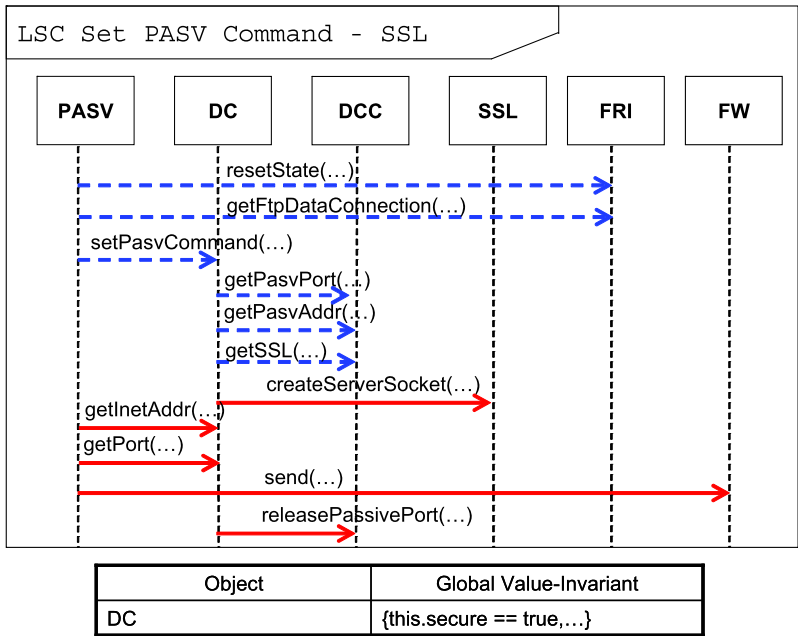 LSC Set PASV Command - SSL
PASV DC DCC SSL FRI FW
resetState(…)
getFtpDataConnection(…)
setPasvCommand(…)
getPasvPort(…)
getPasvAddr(…)
getSSL(…)
createServerSocket(…)
getInetAddr(…)
getPort(…)
send(…)
releasePassivePort(…)
Object Global Value-Invariant
DC {this.secure == true,…}